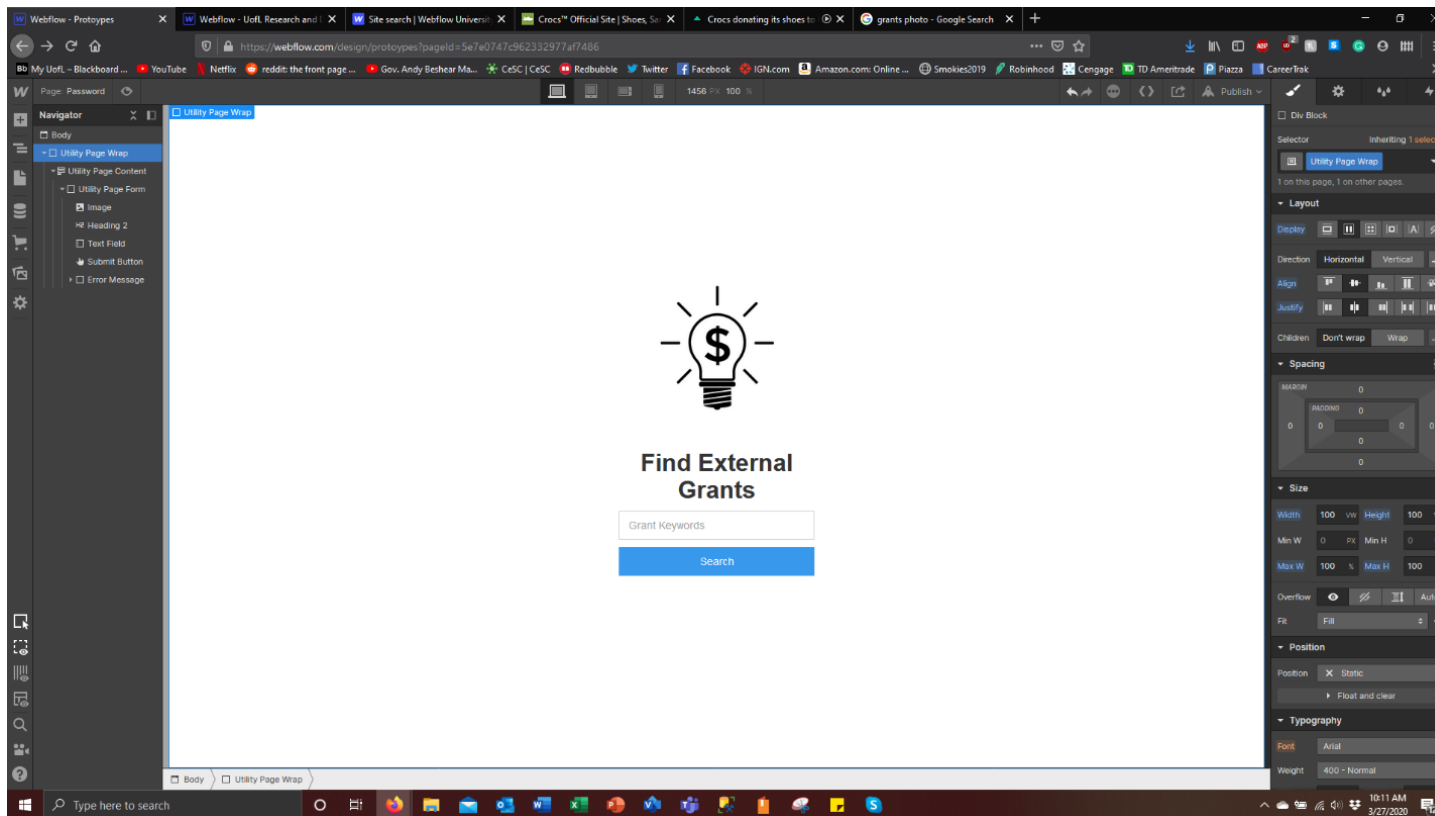 Webflow - Protoypes
Webflow - UofL Research and
Site search | Webflow Universit
Crocs™ Official Site | Shoes, Sa
Crocs donating its shoes to
grants photo - Google Search
https://webflow.com/design/protoypes?pageId=5e7e0747c962332977af7486
Bb My UofL – Blackboard ... YouTube Netflix reddit: the front page ... Gov. Andy Beshear Ma... CeSC | CeSC Redbubble Twitter Facebook IGN.com Amazon.com: Online ... Smokies2019 Robinhood Cengage TD Ameritrade Piazza CareerTrak
Page: Password 1456 PX 100 % Publish
Navigator
Body
Utility Page Wrap
Utility Page Content
Utility Page Form
Image
H2 Heading 2
Text Field
Submit Button
Error Message
Utility Page Wrap
$
Find External
Grants
Grant Keywords
Search
Body Utility Page Wrap
Div Block
Selector Inheriting 1 selec
Utility Page Wrap
1 on this page, 1 on other pages.
Layout
Display
Direction Horizontal Vertical
Align
Justify
Children Don't wrap Wrap
Spacing
MARGIN 0
PADDING 0
0 0 0 0
0
0
Size
Width 100 VW Height 100
Min W 0 PX Min H 0
Max W 100 % Max H 100
Overflow Aut
Fit Fill
Position
Position Static
Float and clear
Typography
Font Arial
Weight 400 - Normal
Type here to search
10:11 AM
3/27/2020